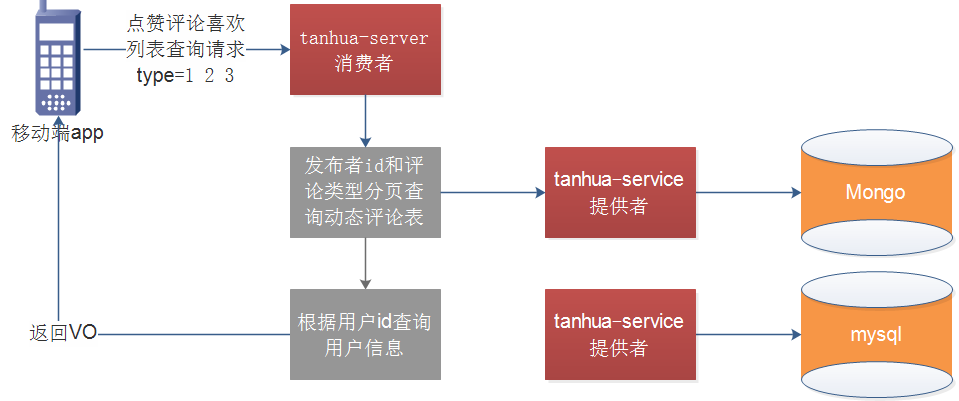 点赞评论喜欢
列表查询请求
type=1 2 3
移动端app
tanhua-server
消费者
发布者id和评
论类型分页查
询动态评论表
tanhua-service
提供者
Mongo
返回VO
根据用户id查询
用户信息
tanhua-service
提供者
mysql